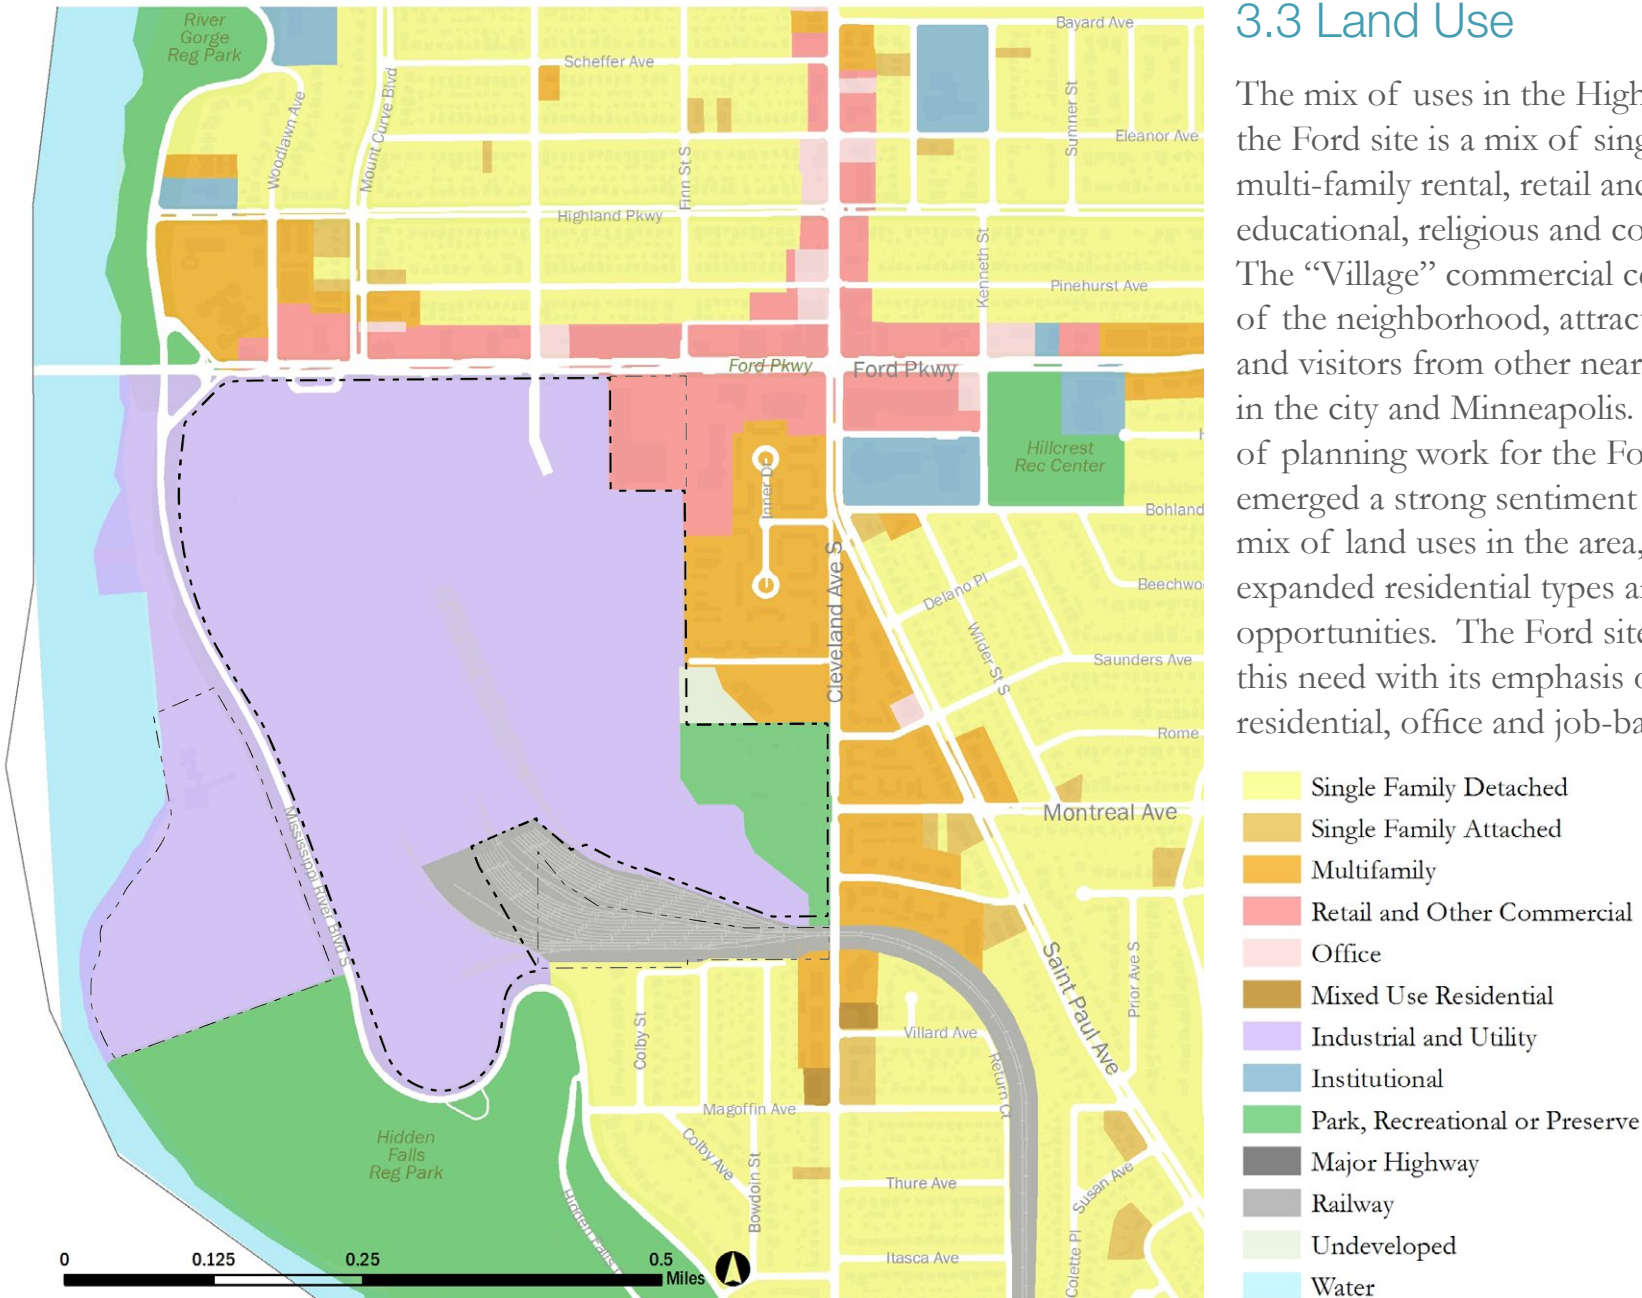 3.3 Land Use
The mix of uses in the High
the Ford site is a mix of sing
multi-family rental, retail and
educational, religious and co
The “Village” commercial c
of the neighborhood, attract
and visitors from other near
in the city and Minneapolis.
of planning work for the Fo
emerged a strong sentiment
mix of land uses in the area,
expanded residential types a
opportunities. The Ford site
this need with its emphasis o
residential, office and job-ba
Single Family Detached
Single Family Attached
Multifamily
Retail and Other Commercial
Office
Mixed Use Residential
Industrial and Utility
Institutional
Park, Recreational or Preserve
Major Highway
Railway
Undeveloped
Water
River
Gorge
Reg Park
Bayard Ave
Scheffer Ave
Woodlawn Ave
Mount Curve Blvd
Finn St S
Sumner St
Eleanor Ave
Highland Pkwy
Kenneth St
Pinehurst Ave
Ford Pkwy
Ford Pkwy
Hillcrest
Rec Center
Inner Dr
Bohland
Cleveland Ave S
Delano Pl
Beechwo
Wilder St S
Saunders Ave
Rome
Montreal Ave
Mississippi River Blvd S
Saint Paul Ave
Prior Ave S
Colby St
Villard Ave
Return Ct
Magoffin Ave
Hidden
Falls
Reg Park
Colby Ave
Bowdoin St
Thure Ave
Susan Ave
Hidden Falls
Itasca Ave
Colette Pl
0 0.125 0.25 0.5
Miles